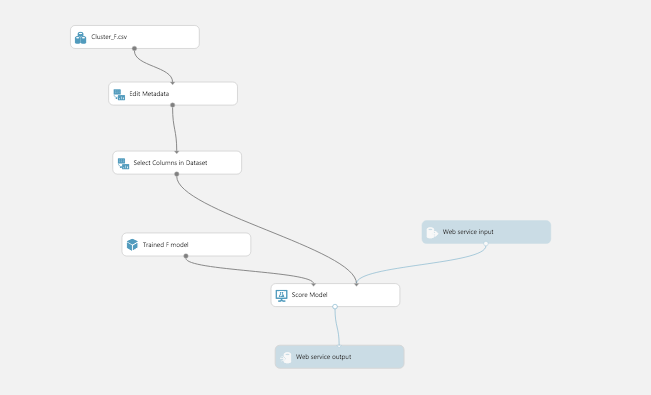 Cluster_F.csv
Edit Metadata
Select Columns in Dataset
Web service input
Trained F model
Score Model
Web service output